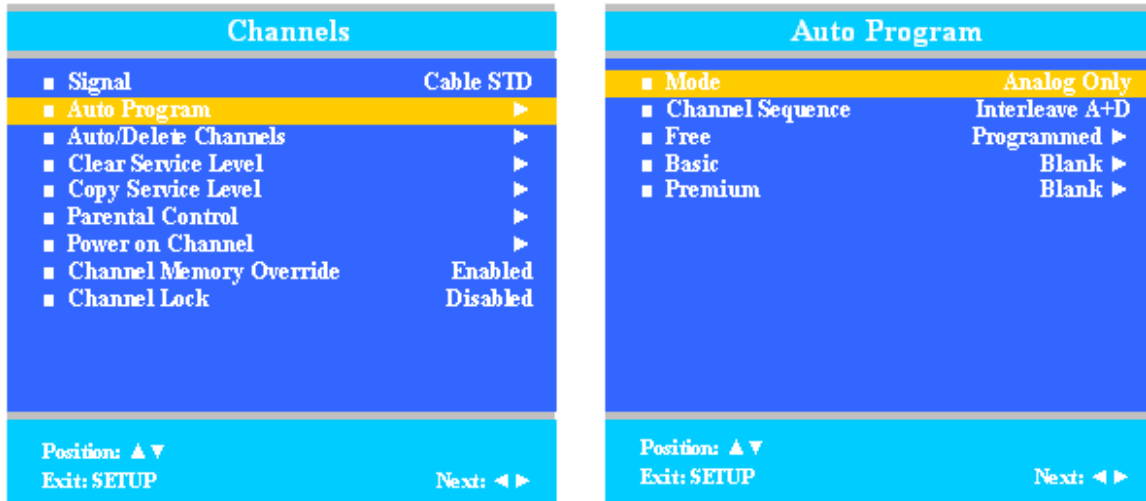 Channels
Signal Cable STD
Auto Program ►
Auto/Delete Channels ►
Clear Service Level ►
Copy Service Level ►
Parental Control ►
Power on Channel ►
Channel Memory Override Enabled
Channel Lock Disabled
Position: ▲▼
Exit: SETUP Next: ◄ ►
Auto Program
Mode Analog Only
Channel Sequence Interleave A+D
Free Programmed ►
Basic Blank ►
Premium Blank ►
Position: ▲▼
Exit: SETUP Next: ◄ ►